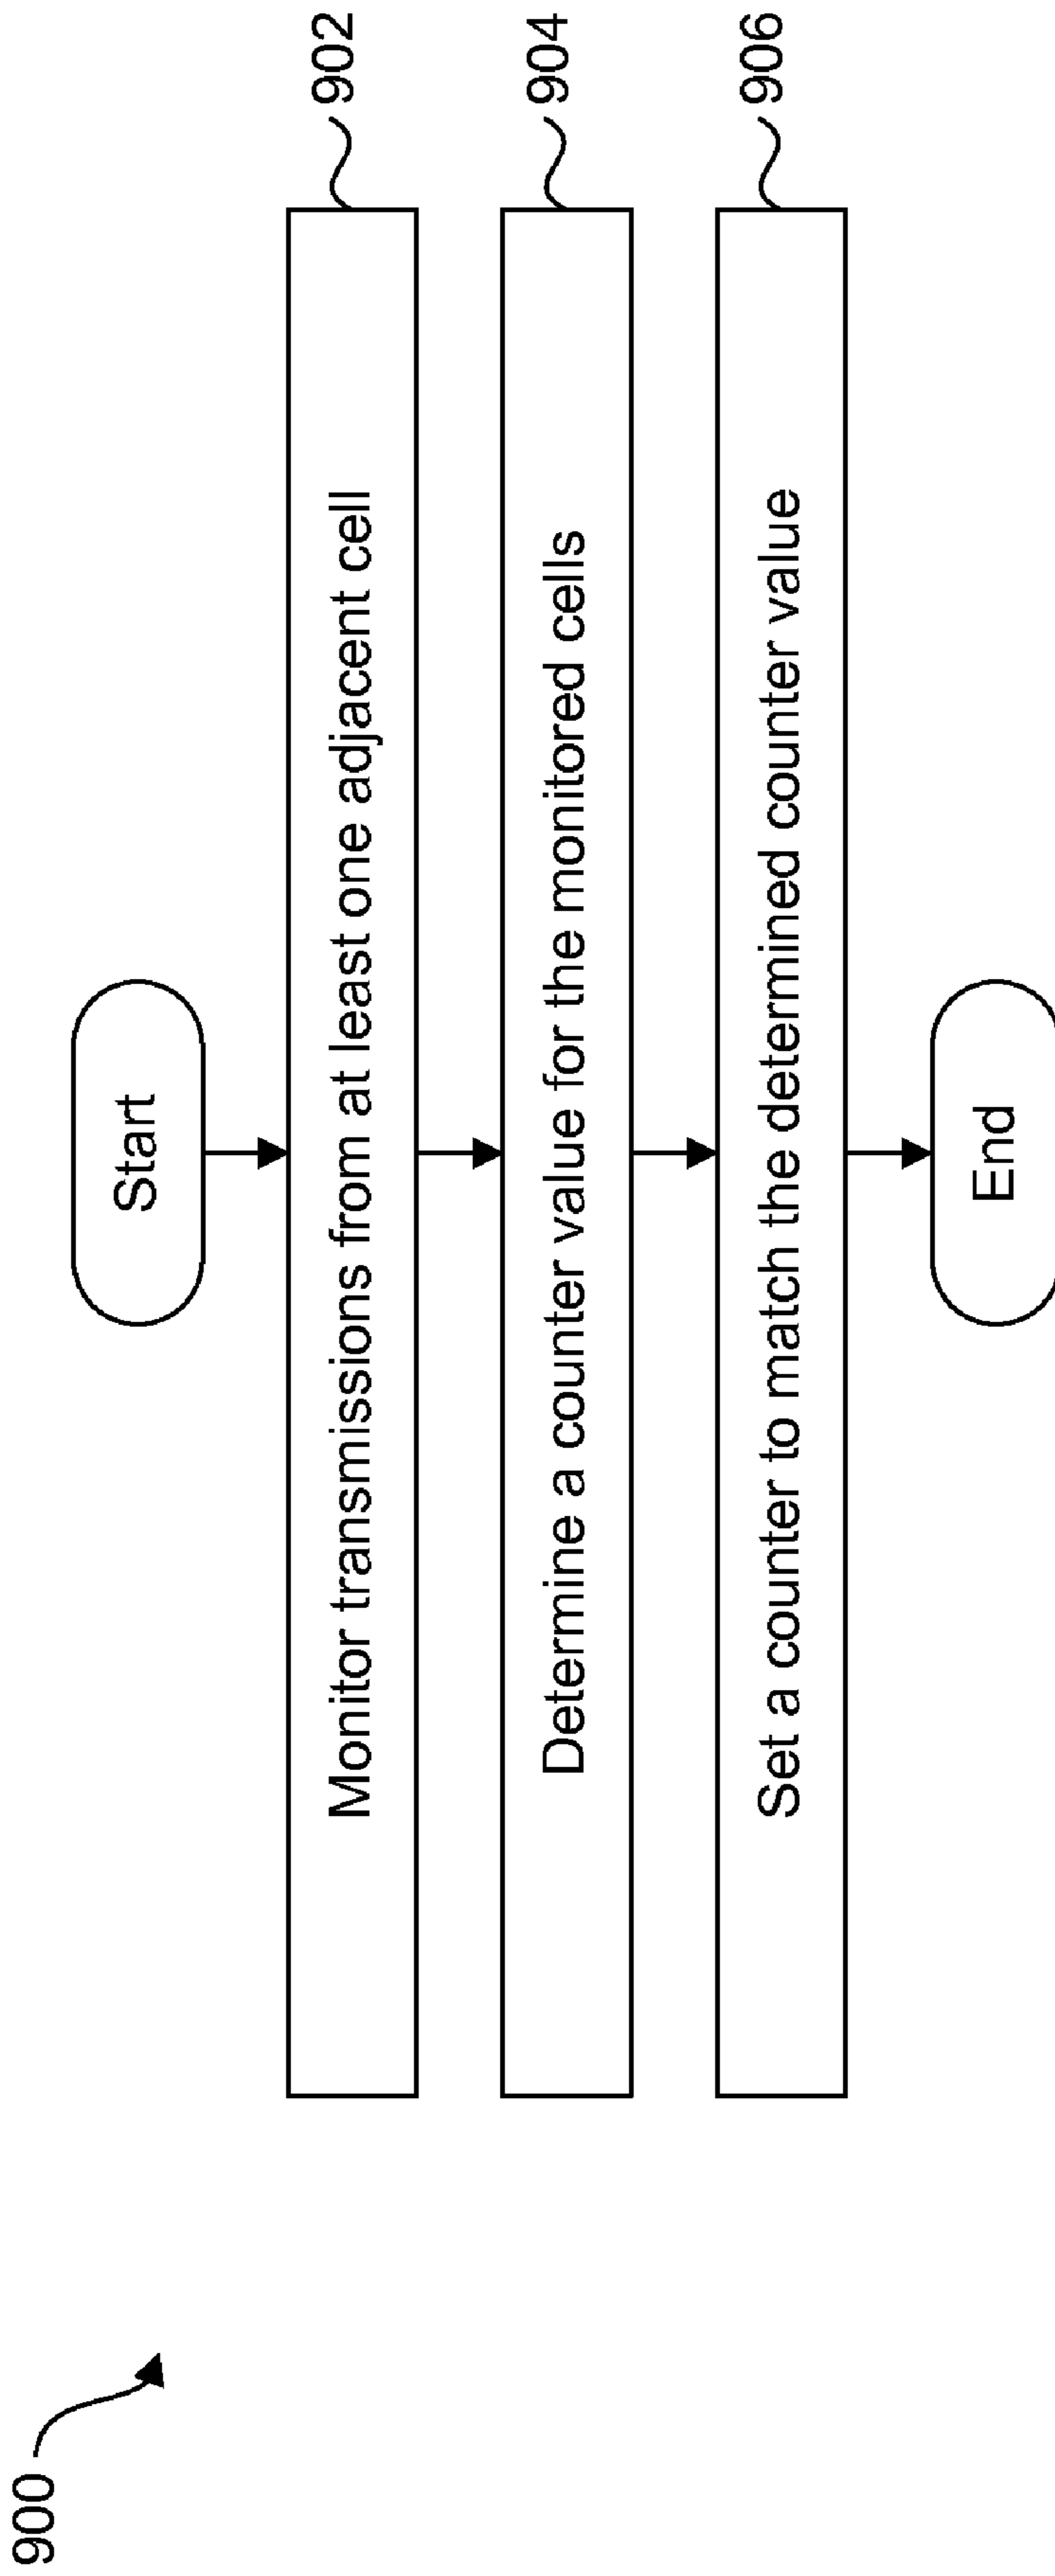 900
Start
Monitor transmissions from at least one adjacent cell
902
Determine a counter value for the monitored cells
904
Set a counter to match the determined counter value
906
End